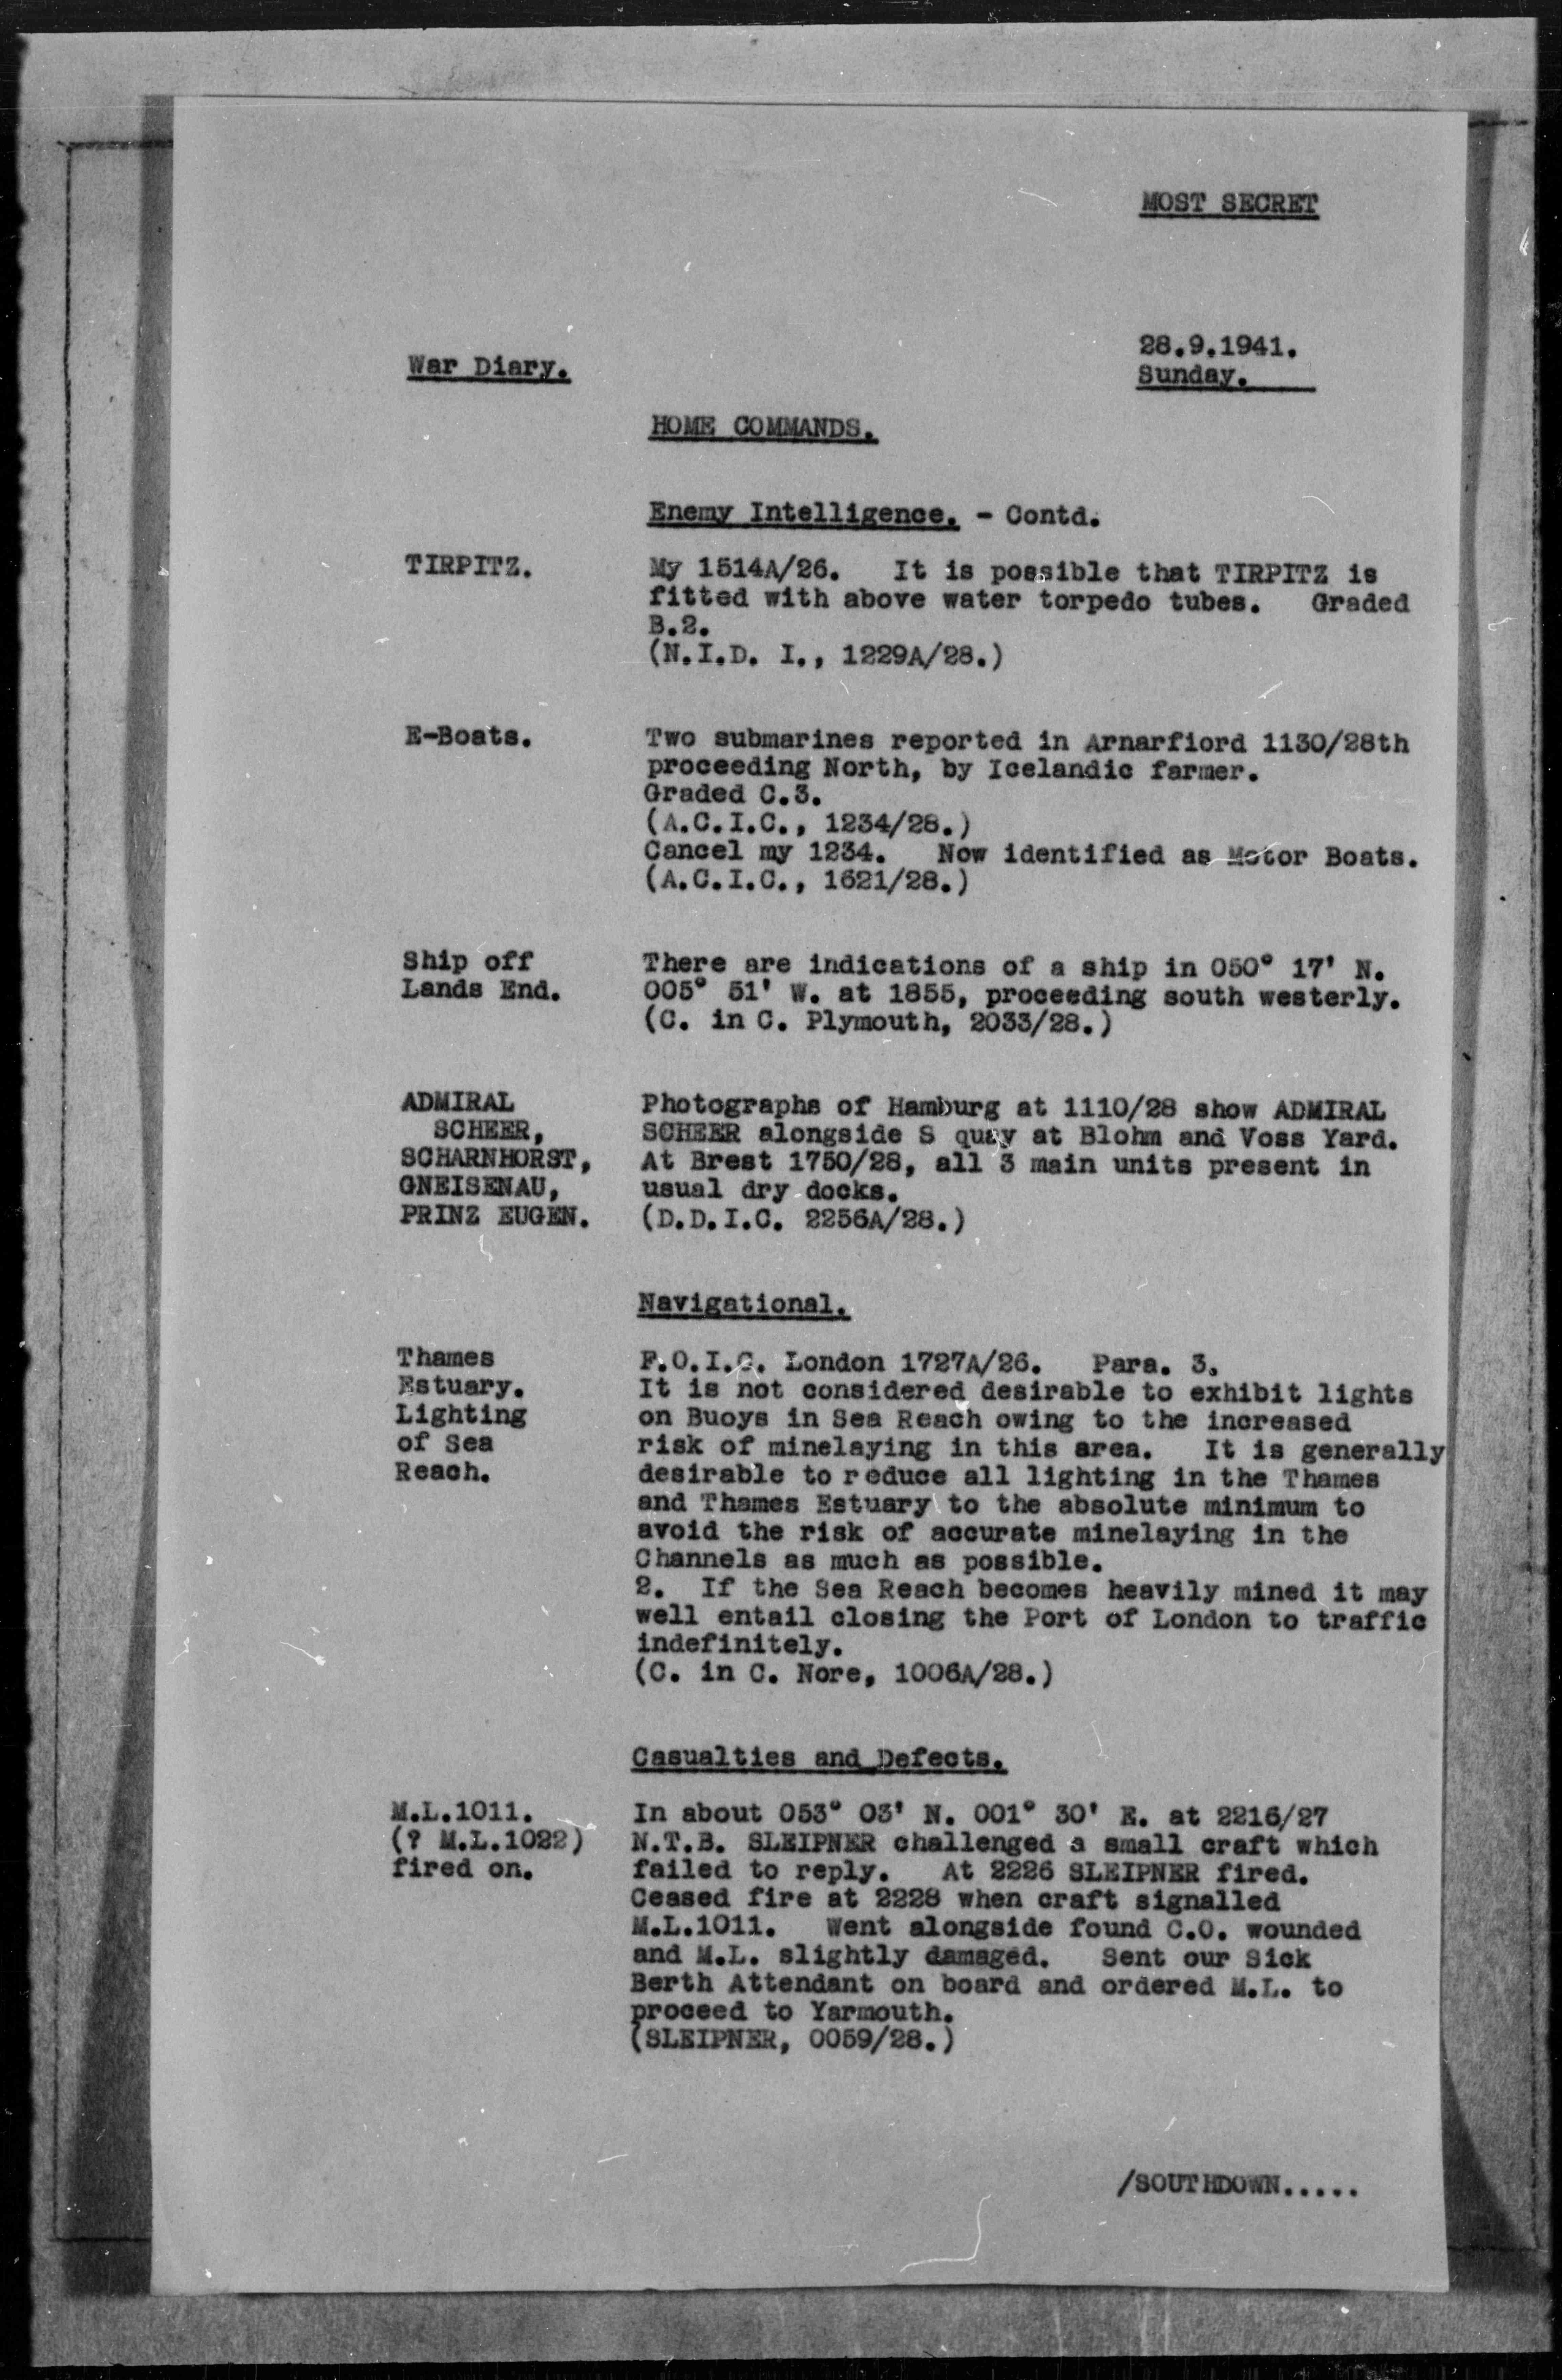 MOST SECRET
28.9.1941.
War Diary.
Sunday.
HOME COMMANDS.
Enemy Intelligence. - Contd.
TIRPITZ.
My 1514A/26. It is possible that TIRPITZ is
fitted with above water torpedo tubes. Graded
B.2.
(N.I.D. I., 1229A/28.)
E-Boats.
Two submarines reported in Arnarfiord 1130/28th
proceeding North, by Icelandic farmer.
Graded C.3.
(A.C.I.C., 1234/28.)
Cancel my 1234. Now identified as Motor Boats.
(A.C.I.C., 1621/28.)
Ship off
Lands End.
There are indications of a ship in 050° 17' N.
005° 51' W. at 1855, proceeding south westerly.
(C. in C. Plymouth, 2033/28.)
ADMIRAL
SCHEER,
SCHARNHORST,
GNEISENAU,
PRINZ EUGEN.
Photographs of Hamburg at 1110/28 show ADMIRAL
SCHEER alongside S quay at Blohm and Voss Yard.
At Brest 1750/28, all 3 main units present in
usual dry docks.
(D.D.I.C. 2256A/28.)
Navigational.
Thames
Estuary.
Lighting
of Sea
Reach.
F.O.I.C. London 1727A/26. Para. 3.
It is not considered desirable to exhibit lights
on Buoys in Sea Reach owing to the increased
risk of minelaying in this area. It is generally
desirable to reduce all lighting in the Thames
and Thames Estuary to the absolute minimum to
avoid the risk of accurate minelaying in the
Channels as much as possible.
2. If the Sea Reach becomes heavily mined it may
well entail closing the Port of London to traffic
indefinitely.
(C. in C. Nore, 1006A/28.)
Casualties and Defects.
M.L.1011.
(? M.L.1022)
fired on.
In about 053° 03' N. 001° 30' E. at 2216/27
N.T.B. SLEIPNER challenged a small craft which
failed to reply. At 2226 SLEIPNER fired.
Ceased fire at 2228 when craft signalled
M.L.1011. Went alongside found C.O. wounded
and M.L. slightly damaged. Sent our Sick
Berth Attendant on board and ordered M.L. to
proceed to Yarmouth.
(SLEIPNER, 0059/28.)
/SOUTHDOWN.....